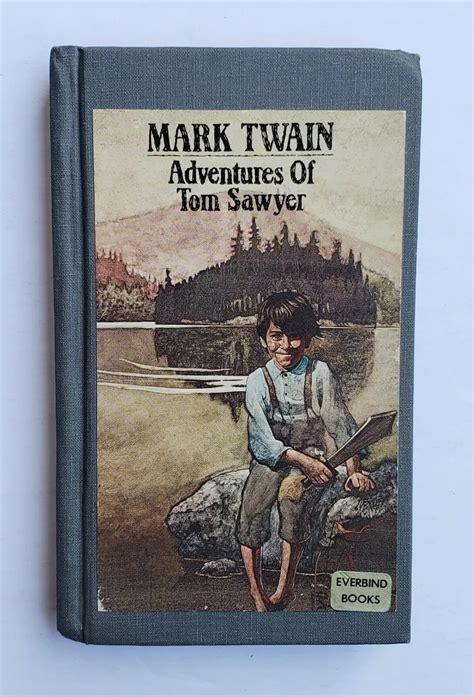 MARK TWAIN
Adventures Of
Tom Sawyer
EVERBIND
BOOKS